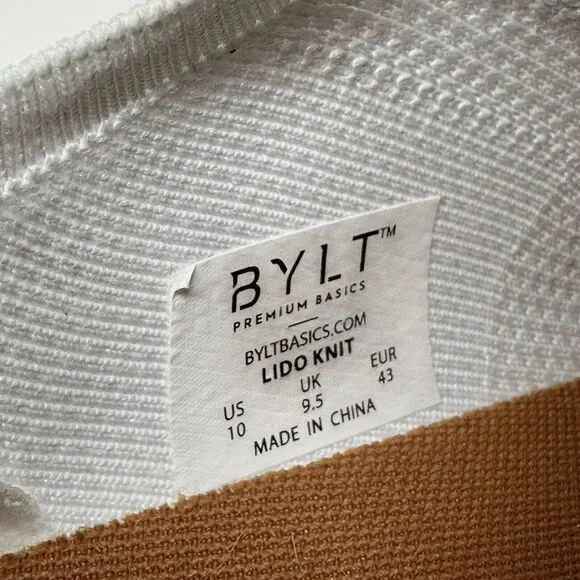 BYLT™
PREMIUM BASICS
BYLTBASICS.COM
LIDO KNIT
US UK EUR
10 9.5 43
MADE IN CHINA